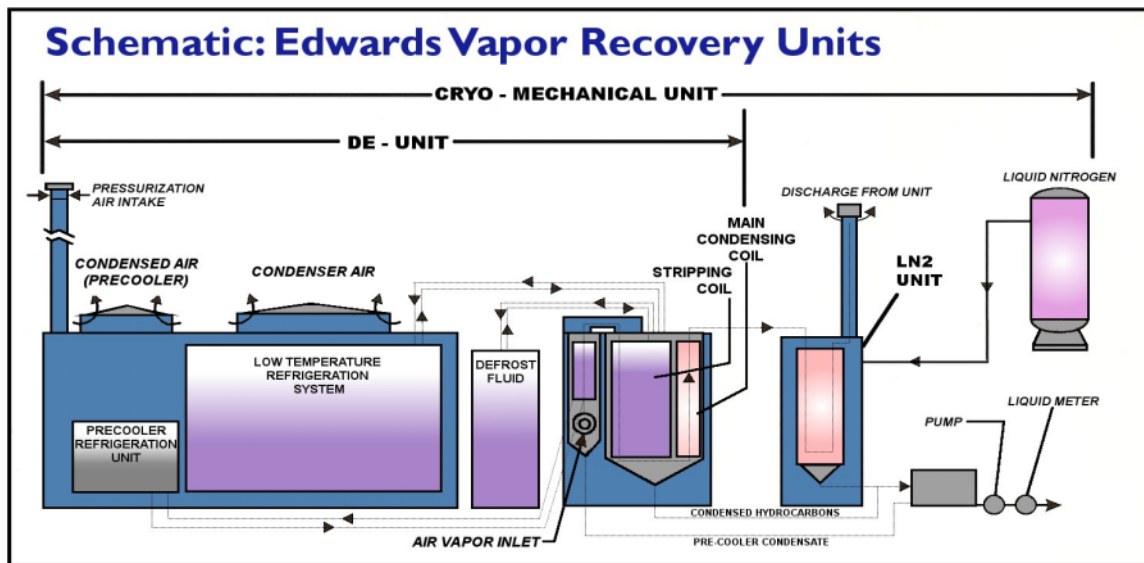 Schematic: Edwards Vapor Recovery Units
CRYO - MECHANICAL UNIT
DE - UNIT
PRESSURIZATION
AIR INTAKE
DISCHARGE FROM UNIT
LIQUID NITROGEN
MAIN
CONDENSING
COIL
STRIPPING
COIL
LN2
UNIT
CONDENSED AIR
(PRECOOLER)
CONDENSER AIR
LOW TEMPERATURE
REFRIGERATION
SYSTEM
DEFROST
FLUID
PRECOOLER
REFRIGERATION
UNIT
PUMP
LIQUID METER
CONDENSED HYDROCARBONS
AIR VAPOR INLET
PRE-COOLER CONDENSATE